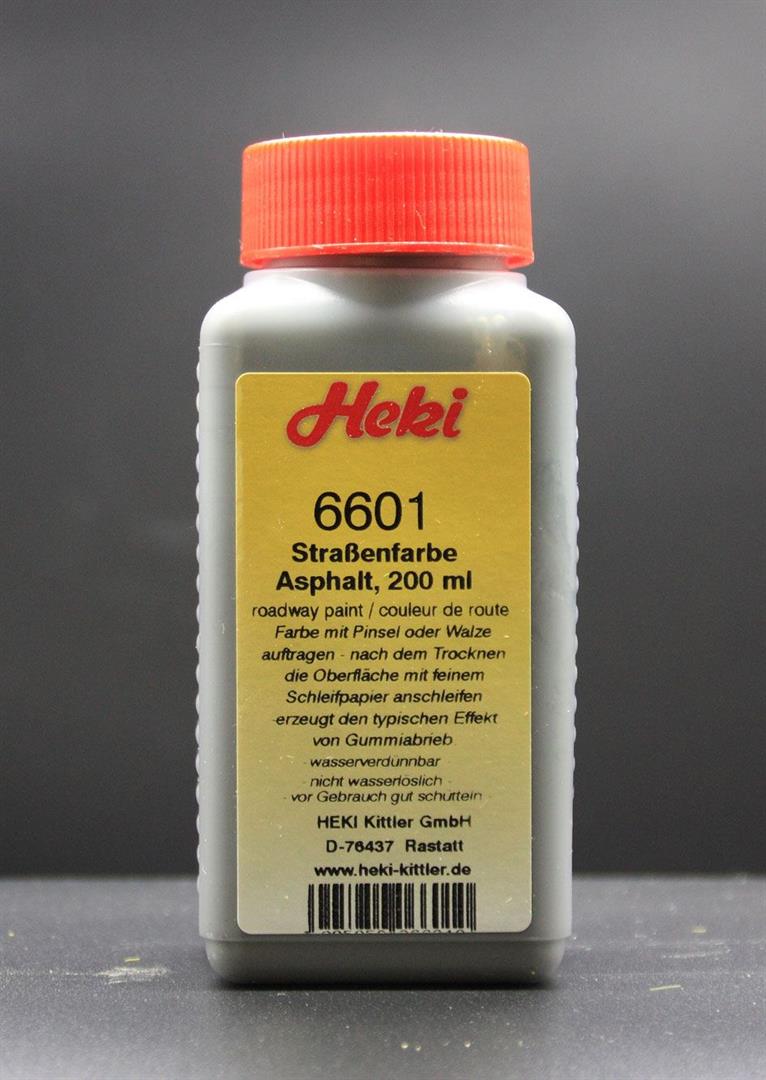 Heki
6601
Straßenfarbe
Asphalt, 200 ml
roadway paint / couleur de route
Farbe mit Pinsel oder Walze
auftragen - nach dem Trocknen
die Oberfläche mit feinem
Schleifpapier anschleifen
-erzeugt den typischen Effekt
von Gummiabrieb
- wasserverdünnbar -
- nicht wasserlöslich -
- vor Gebrauch gut schütteln -
HEKI Kittler GmbH
D-76437 Rastatt
www.heki-kittler.de